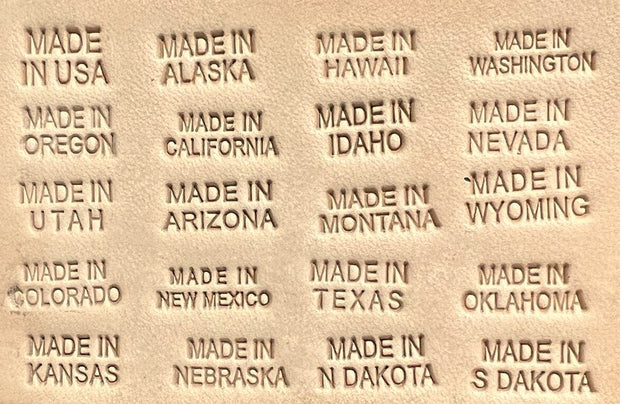 MADE
IN USA
MADE IN
ALASKA
MADE IN
HAWAII
MADE IN
WASHINGTON
MADE IN
OREGON
MADE IN
CALIFORNIA
MADE IN
IDAHO
MADE IN
NEVADA
MADE IN
UTAH
MADE IN
ARIZONA
MADE IN
MONTANA
MADE IN
WYOMING
MADE IN
COLORADO
MADE IN
NEW MEXICO
MADE IN
TEXAS
MADE IN
OKLAHOMA
MADE IN
KANSAS
MADE IN
NEBRASKA
MADE IN
N DAKOTA
MADE IN
S DAKOTA